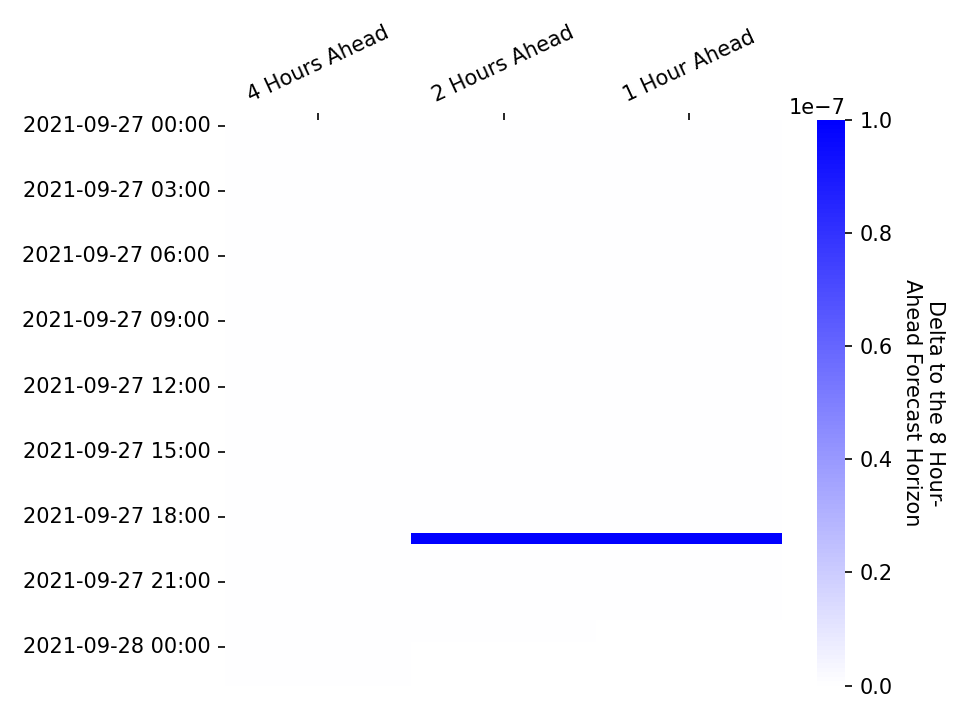 4 Hours Ahead
2 Hours Ahead
1 Hour Ahead
1e−7
2021-09-27 00:00
2021-09-27 03:00
2021-09-27 06:00
2021-09-27 09:00
2021-09-27 12:00
2021-09-27 15:00
2021-09-27 18:00
2021-09-27 21:00
2021-09-28 00:00
1.0
0.8
0.6
0.4
0.2
0.0
Delta to the 8 Hour-
Ahead Forecast Horizon